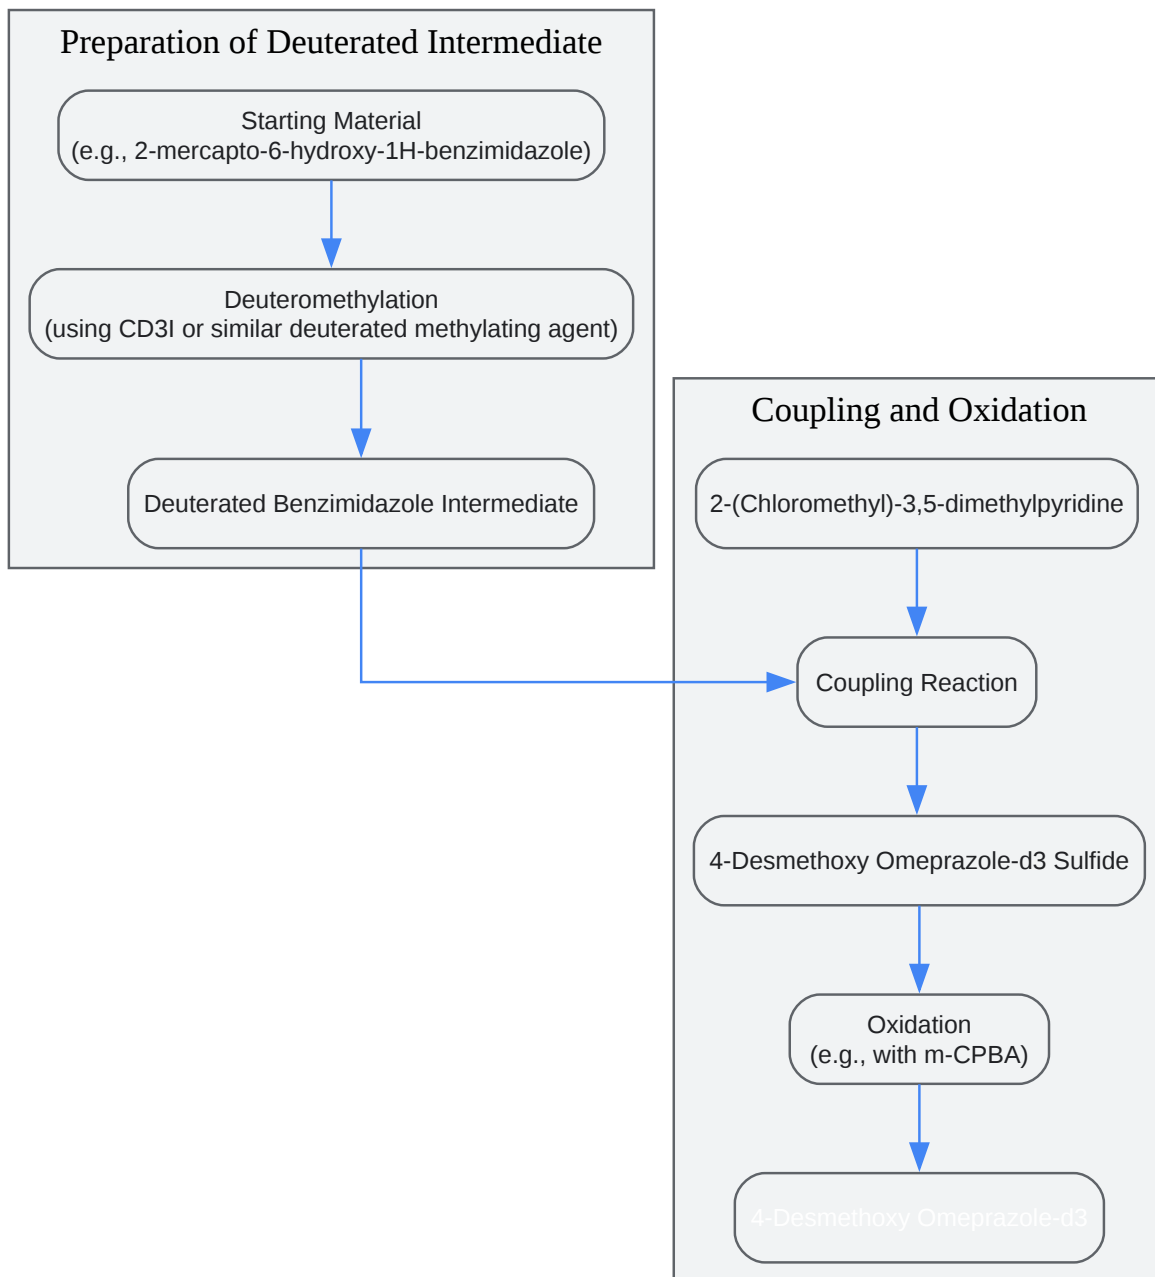 Preparation of Deuterated Intermediate
Starting Material
(e.g., 2-mercapto-6-hydroxy-1H-benzimidazole)
Deuteromethylation
(using CD3I or similar deuterated methylating agent)
Deuterated Benzimidazole Intermediate
Coupling and Oxidation
2-(Chloromethyl)-3,5-dimethylpyridine
Coupling Reaction
4-Desmethoxy Omeprazole-d3 Sulfide
Oxidation
(e.g., with m-CPBA)
4-Desmethoxy Omeprazole-d3